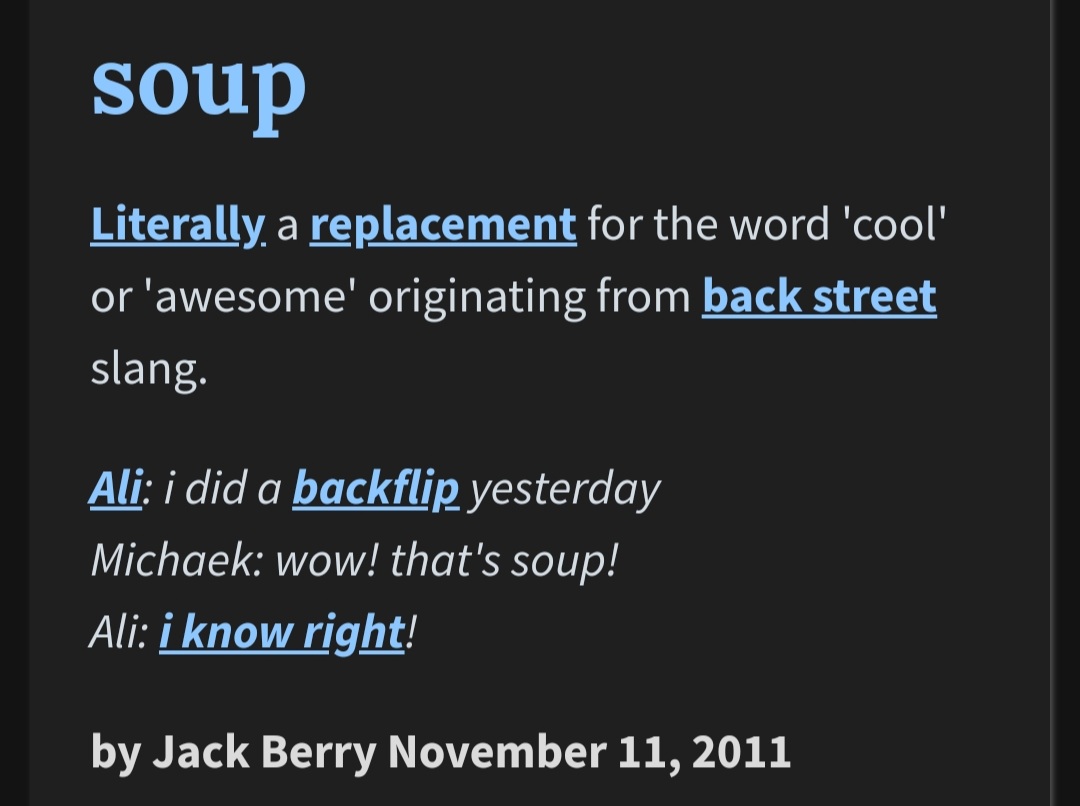 soup
Literally a replacement for the word 'cool'
or 'awesome' originating from back street
slang.
Ali: i did a backflip yesterday
Michaek: wow! that's soup!
Ali: i know right!
by Jack Berry November 11, 2011